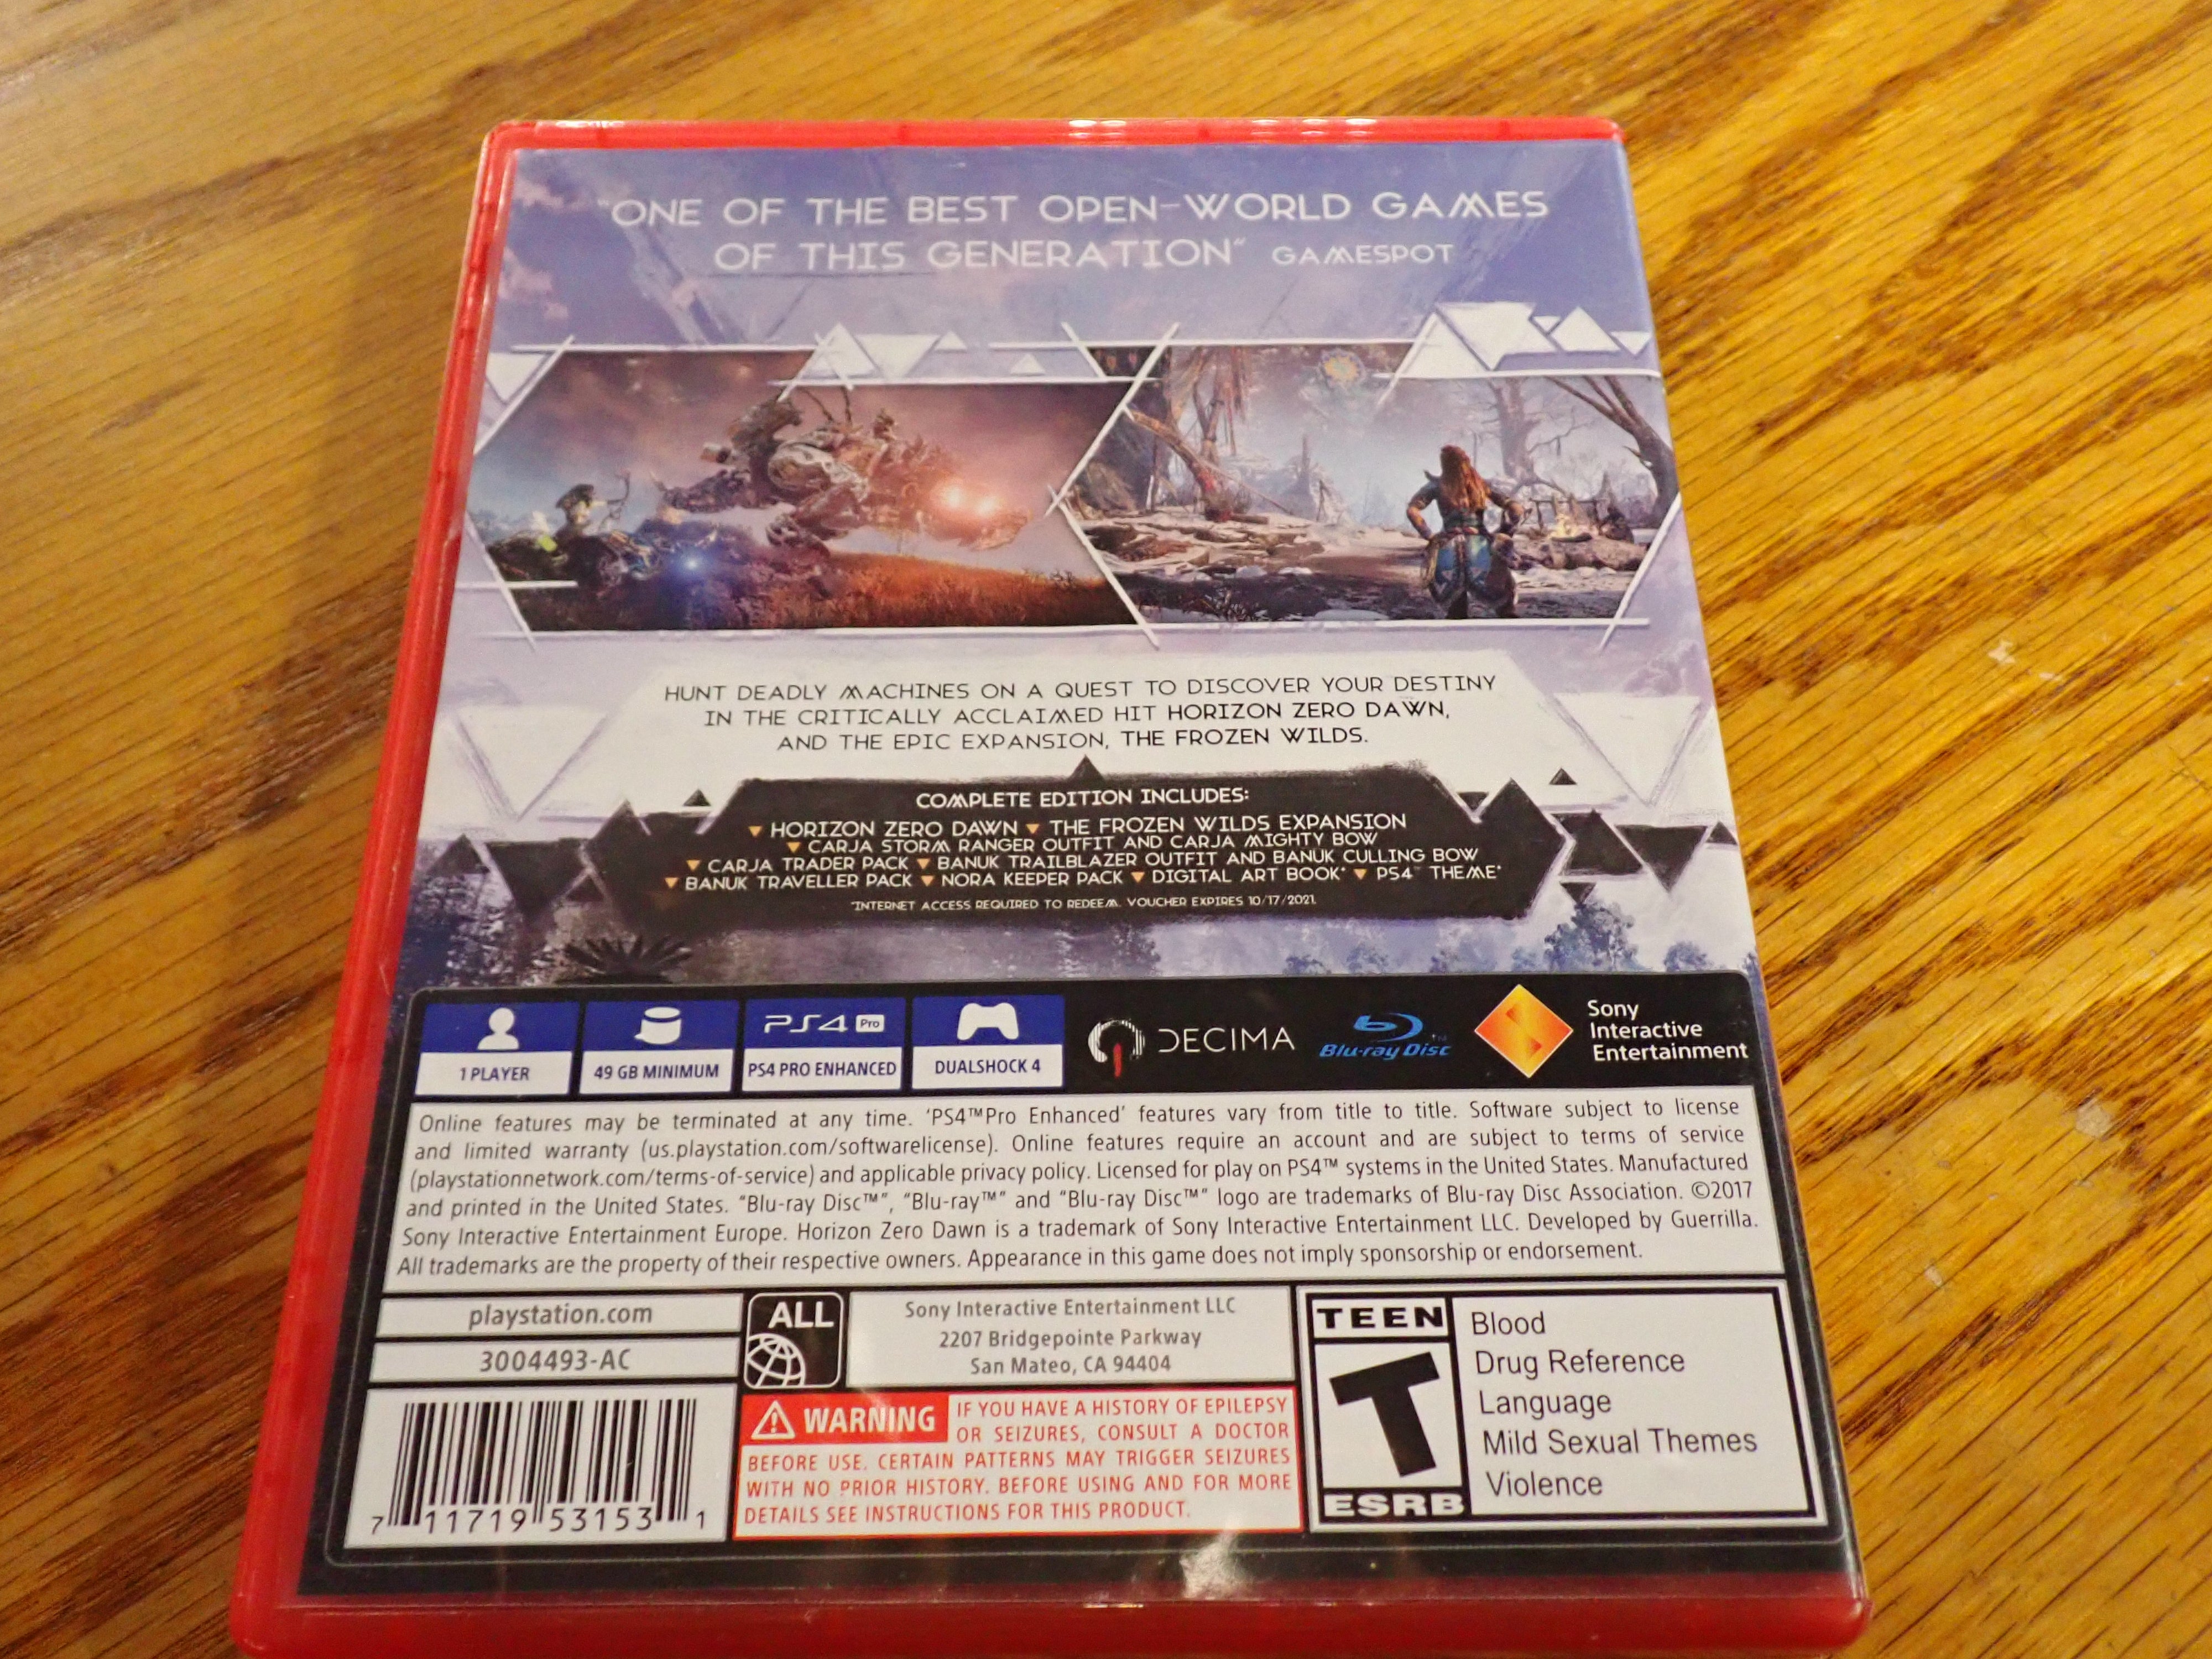 "ONE OF THE BEST OPEN-WORLD GAMES
OF THIS GENERATION" GAMESPOT
HUNT DEADLY MACHINES ON A QUEST TO DISCOVER YOUR DESTINY
IN THE CRITICALLY ACCLAIMED HIT HORIZON ZERO DAWN,
AND THE EPIC EXPANSION, THE FROZEN WILDS.
COMPLETE EDITION INCLUDES:
▼ HORIZON ZERO DAWN ▼ THE FROZEN WILDS EXPANSION
▼ CARJA STORM RANGER OUTFIT AND CARJA MIGHTY BOW
▼ CARJA TRADER PACK ▼ BANUK TRAILBLAZER OUTFIT AND BANUK CULLING BOW
▼ BANUK TRAVELLER PACK ▼ NORA KEEPER PACK ▼ DIGITAL ART BOOK* ▼ PS4™ THEME*
*INTERNET ACCESS REQUIRED TO REDEEM. VOUCHER EXPIRES 10/17/2021.
1 PLAYER
49 GB MINIMUM
PS4 Pro
PS4 PRO ENHANCED
DUALSHOCK 4
DECIMA
Blu-ray Disc™
Sony
Interactive
Entertainment
Online features may be terminated at any time. 'PS4™Pro Enhanced' features vary from title to title. Software subject to license
and limited warranty (us.playstation.com/softwarelicense). Online features require an account and are subject to terms of service
(playstationnetwork.com/terms-of-service) and applicable privacy policy. Licensed for play on PS4™ systems in the United States. Manufactured
and printed in the United States. "Blu-ray Disc™", "Blu-ray™" and "Blu-ray Disc™" logo are trademarks of Blu-ray Disc Association. ©2017
Sony Interactive Entertainment Europe. Horizon Zero Dawn is a trademark of Sony Interactive Entertainment LLC. Developed by Guerrilla.
All trademarks are the property of their respective owners. Appearance in this game does not imply sponsorship or endorsement.
playstation.com
3004493-AC
7 11719 53153 1
ALL
Sony Interactive Entertainment LLC
2207 Bridgepointe Parkway
San Mateo, CA 94404
WARNING IF YOU HAVE A HISTORY OF EPILEPSY
OR SEIZURES, CONSULT A DOCTOR
BEFORE USE. CERTAIN PATTERNS MAY TRIGGER SEIZURES
WITH NO PRIOR HISTORY. BEFORE USING AND FOR MORE
DETAILS SEE INSTRUCTIONS FOR THIS PRODUCT.
TEEN
T
ESRB
Blood
Drug Reference
Language
Mild Sexual Themes
Violence